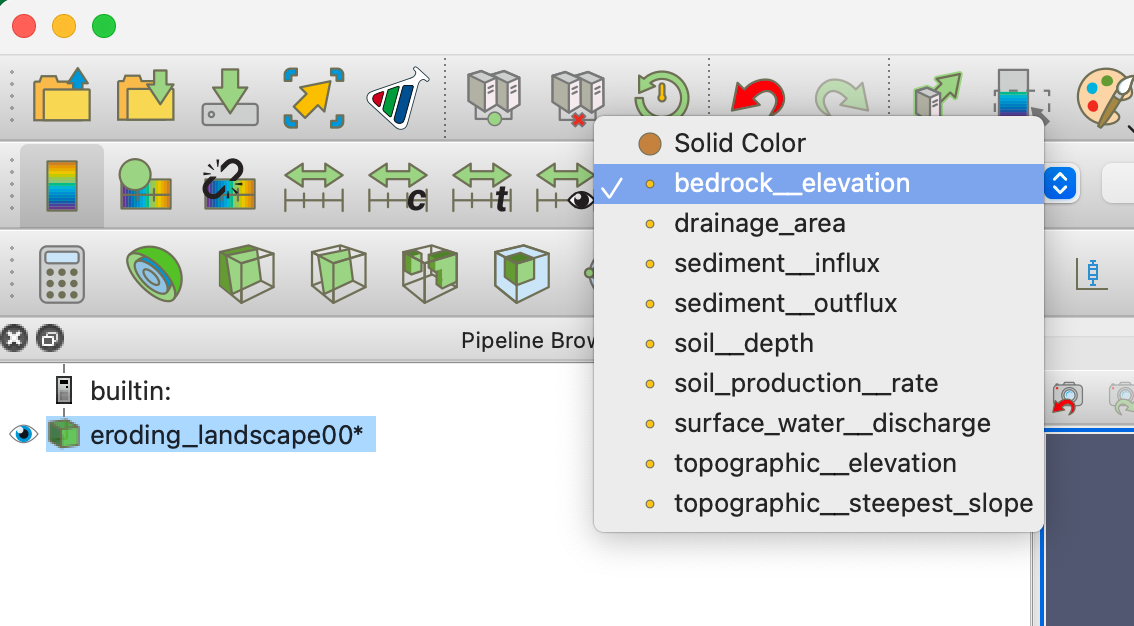 c
t
Solid Color
bedrock__elevation
drainage_area
sediment__influx
sediment__outflux
soil__depth
soil_production__rate
surface_water__discharge
topographic__elevation
topographic__steepest_slope
Pipeline Brow
builtin:
eroding_landscape00*